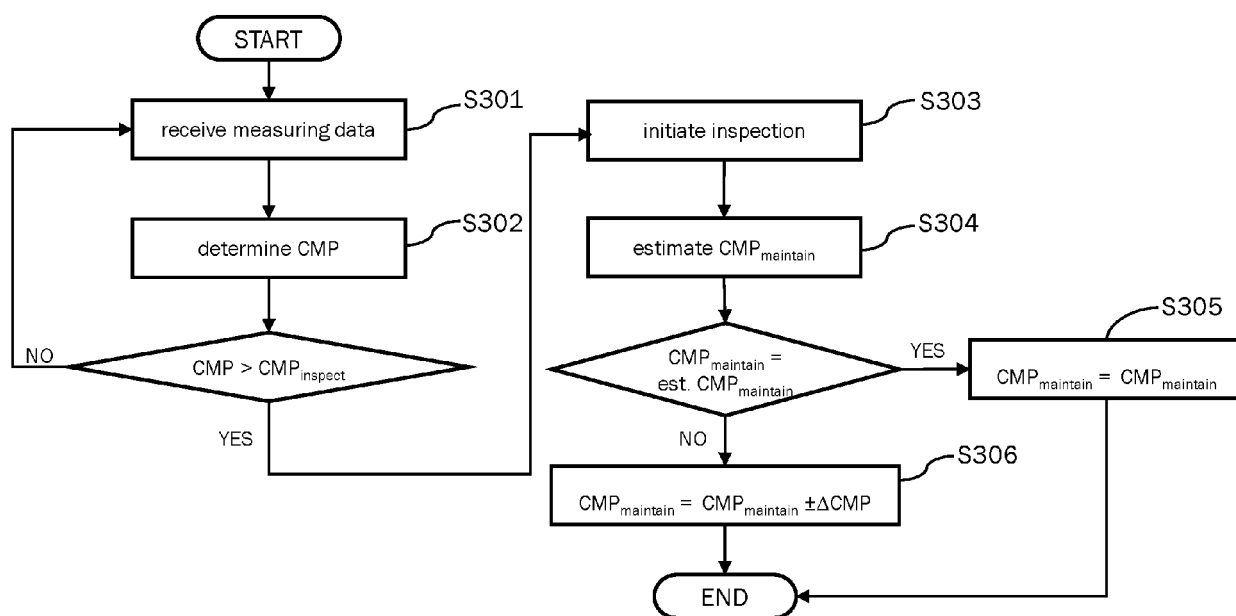 START
receive measuring data
S301
determine CMP
S302
CMP > CMPinspect
NO
YES
initiate inspection
S303
estimate CMPmaintain
S304
CMPmaintain =
est. CMPmaintain
YES
NO
CMPmaintain = CMPmaintain
S305
CMPmaintain = CMPmaintain ±ΔCMP
S306
END